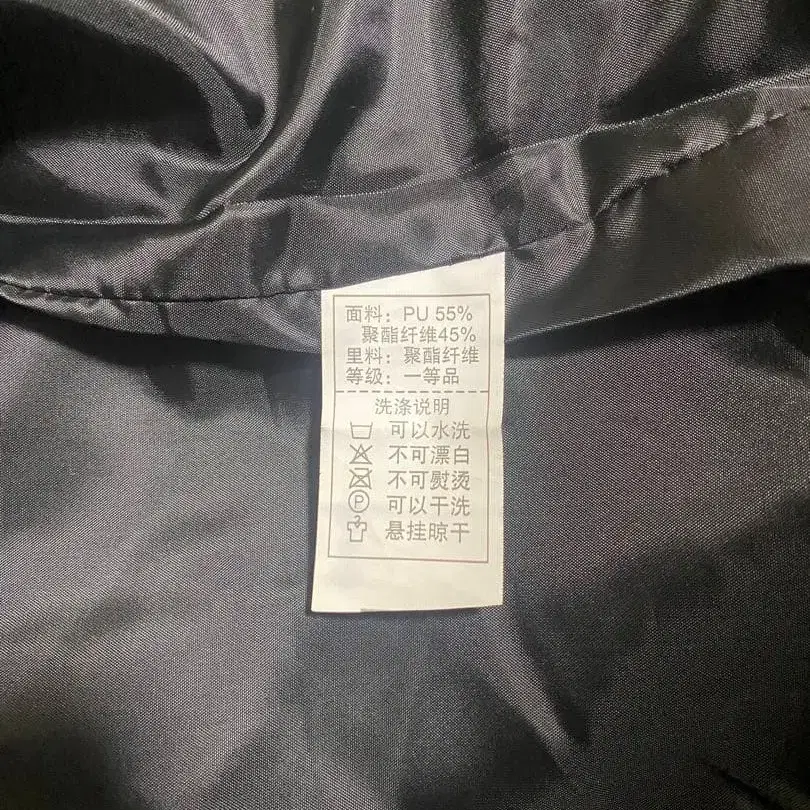 面料：PU 55%
聚酯纤维45%
里料：聚酯纤维
等级：一等品
洗涤说明
可以水洗
不可漂白
不可熨烫
P 可以干洗
悬挂晾干